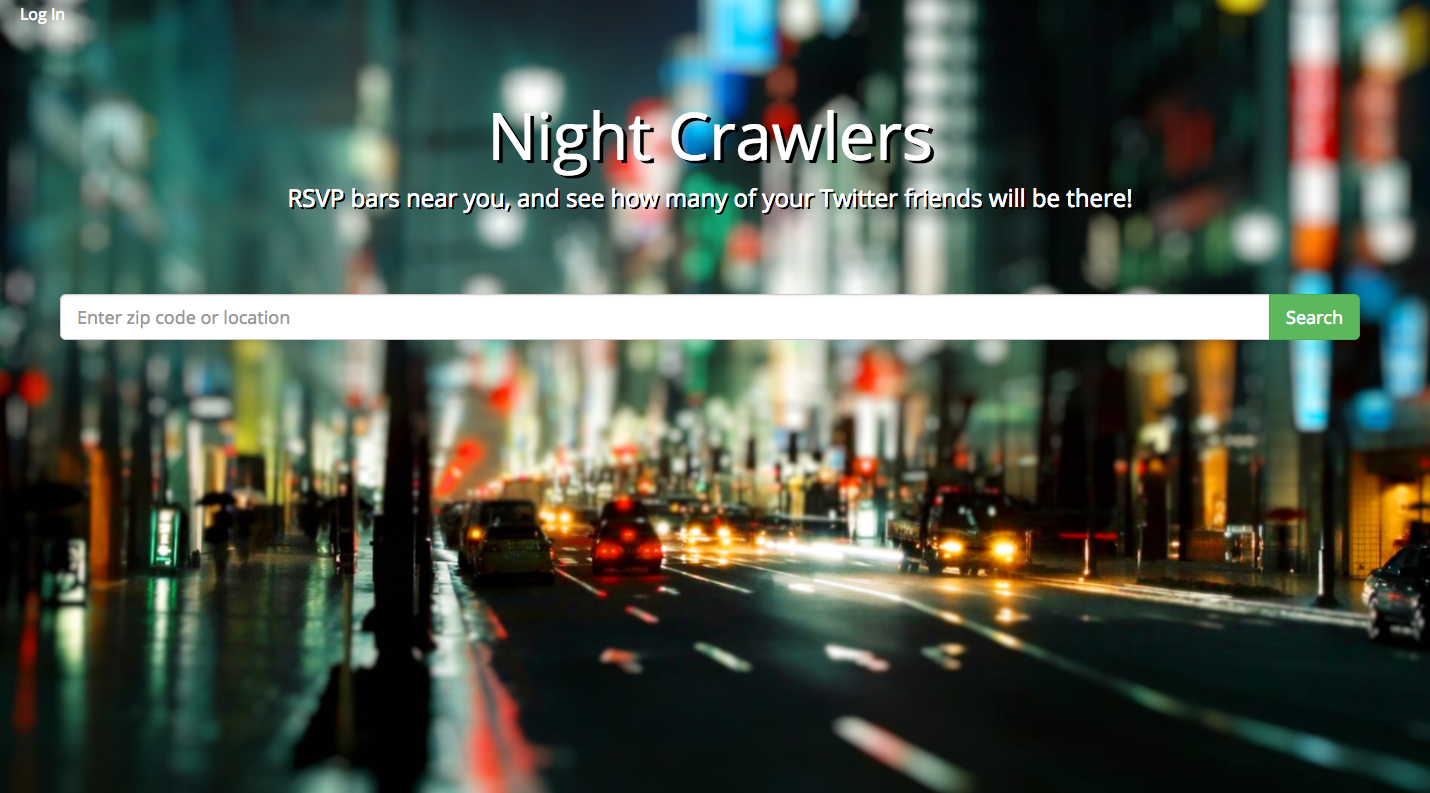 Log In
Night Crawlers
RSVP bars near you, and see how many of your Twitter friends will be there!
Enter zip code or location
Search